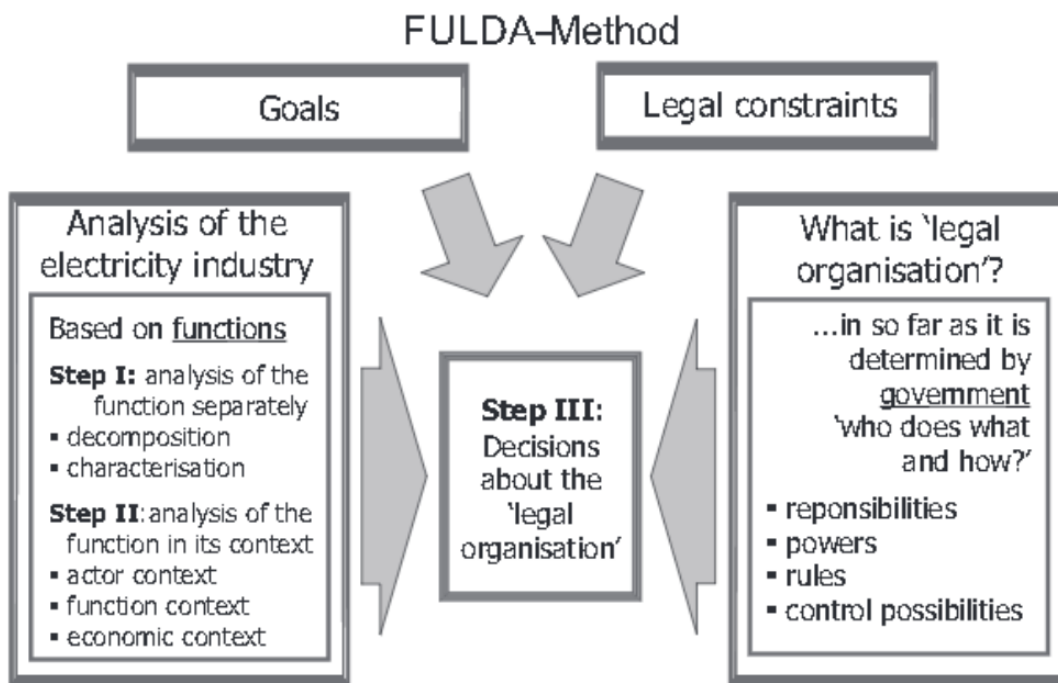 FULDA–Method
Goals
Legal constraints
Analysis of the
electricity industry
Based on functions
Step I: analysis of the
function separately
▪ decomposition
▪ characterisation
Step II: analysis of the
function in its context
▪ actor context
▪ function context
▪ economic context
Step III:
Decisions
about the
‘legal
organisation’
What is ‘legal
organisation’?
...in so far as it is
determined by
government
‘who does what
and how?’
▪ reponsibilities
▪ powers
▪ rules
▪ control possibilities